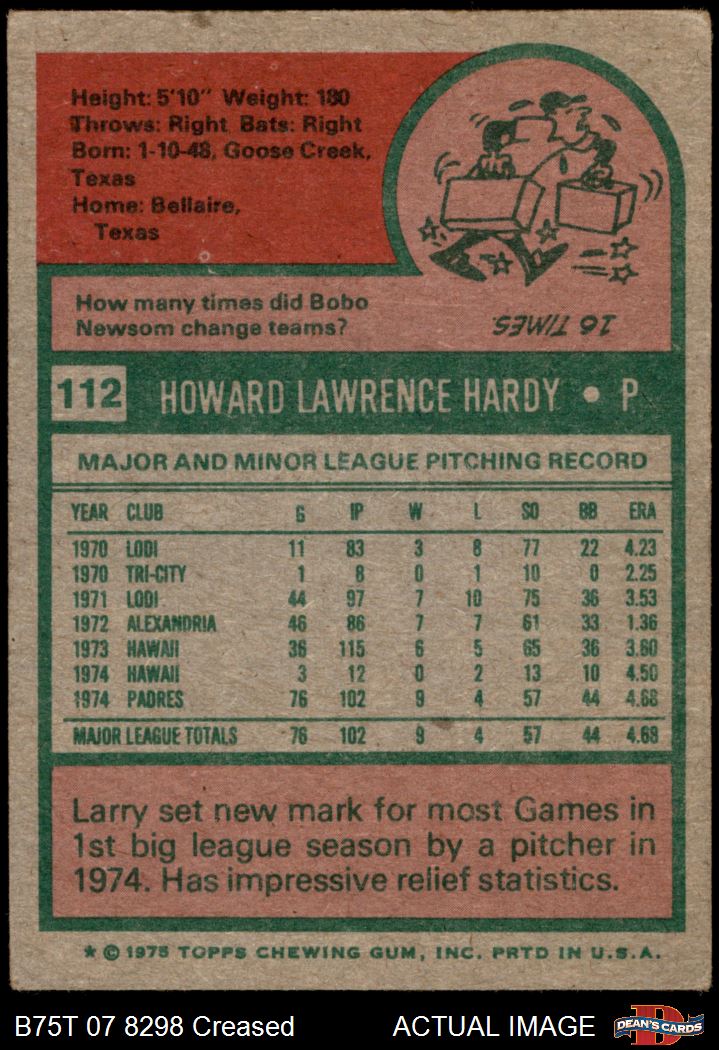 Height: 5'10" Weight: 180
Throws: Right Bats: Right
Born: 1-10-48, Goose Creek,
Texas
Home: Bellaire,
Texas
How many times did Bobo
Newsom change teams?
16 TIMES.
112 HOWARD LAWRENCE HARDY • P
MAJOR AND MINOR LEAGUE PITCHING RECORD
YEAR CLUB G IP W L SO BB ERA
1970 LODI 11 83 3 8 77 22 4.23
1970 TRI-CITY 1 8 0 1 10 0 2.25
1971 LODI 44 97 7 10 75 36 3.53
1972 ALEXANDRIA 46 86 7 7 61 33 1.36
1973 HAWAII 36 115 6 5 65 36 3.60
1974 HAWAII 3 12 0 2 13 10 4.50
1974 PADRES 76 102 9 4 57 44 4.68
MAJOR LEAGUE TOTALS 76 102 9 4 57 44 4.68
Larry set new mark for most Games in
1st big league season by a pitcher in
1974. Has impressive relief statistics.
★ © 1975 TOPPS CHEWING GUM, INC. PRTD IN U.S.A.
B75T 07 8298 Creased ACTUAL IMAGE DEAN'S CARDS